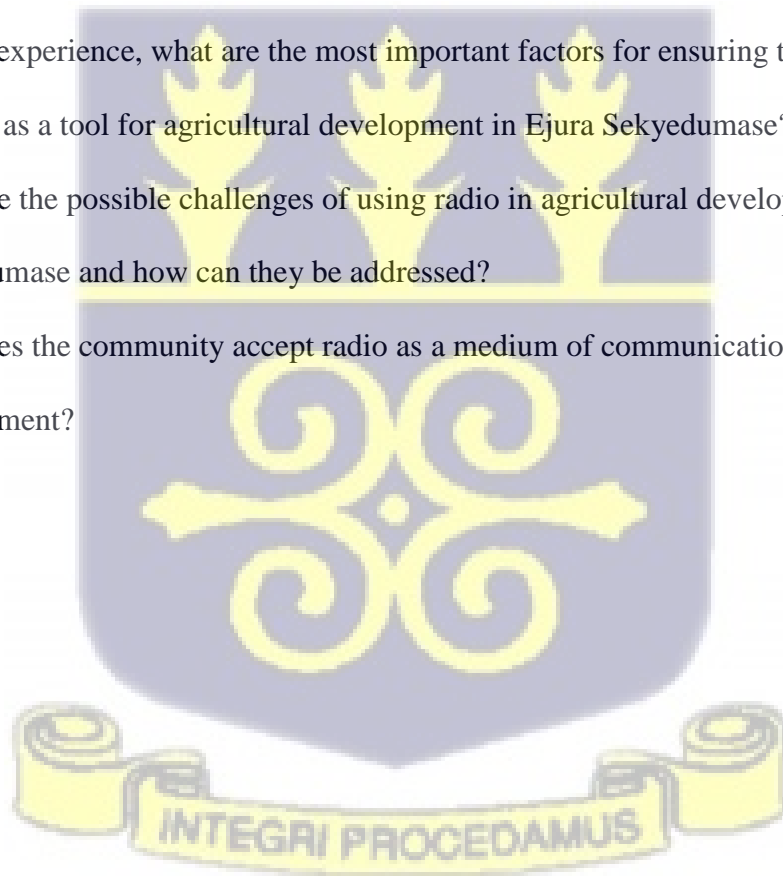 experience, what are the most important factors for ensuring t
as a tool for agricultural development in Ejura Sekyedumase?
e the possible challenges of using radio in agricultural develop
umase and how can they be addressed?
es the community accept radio as a medium of communicatio
ment?
INTEGRI PROCEDAMUS